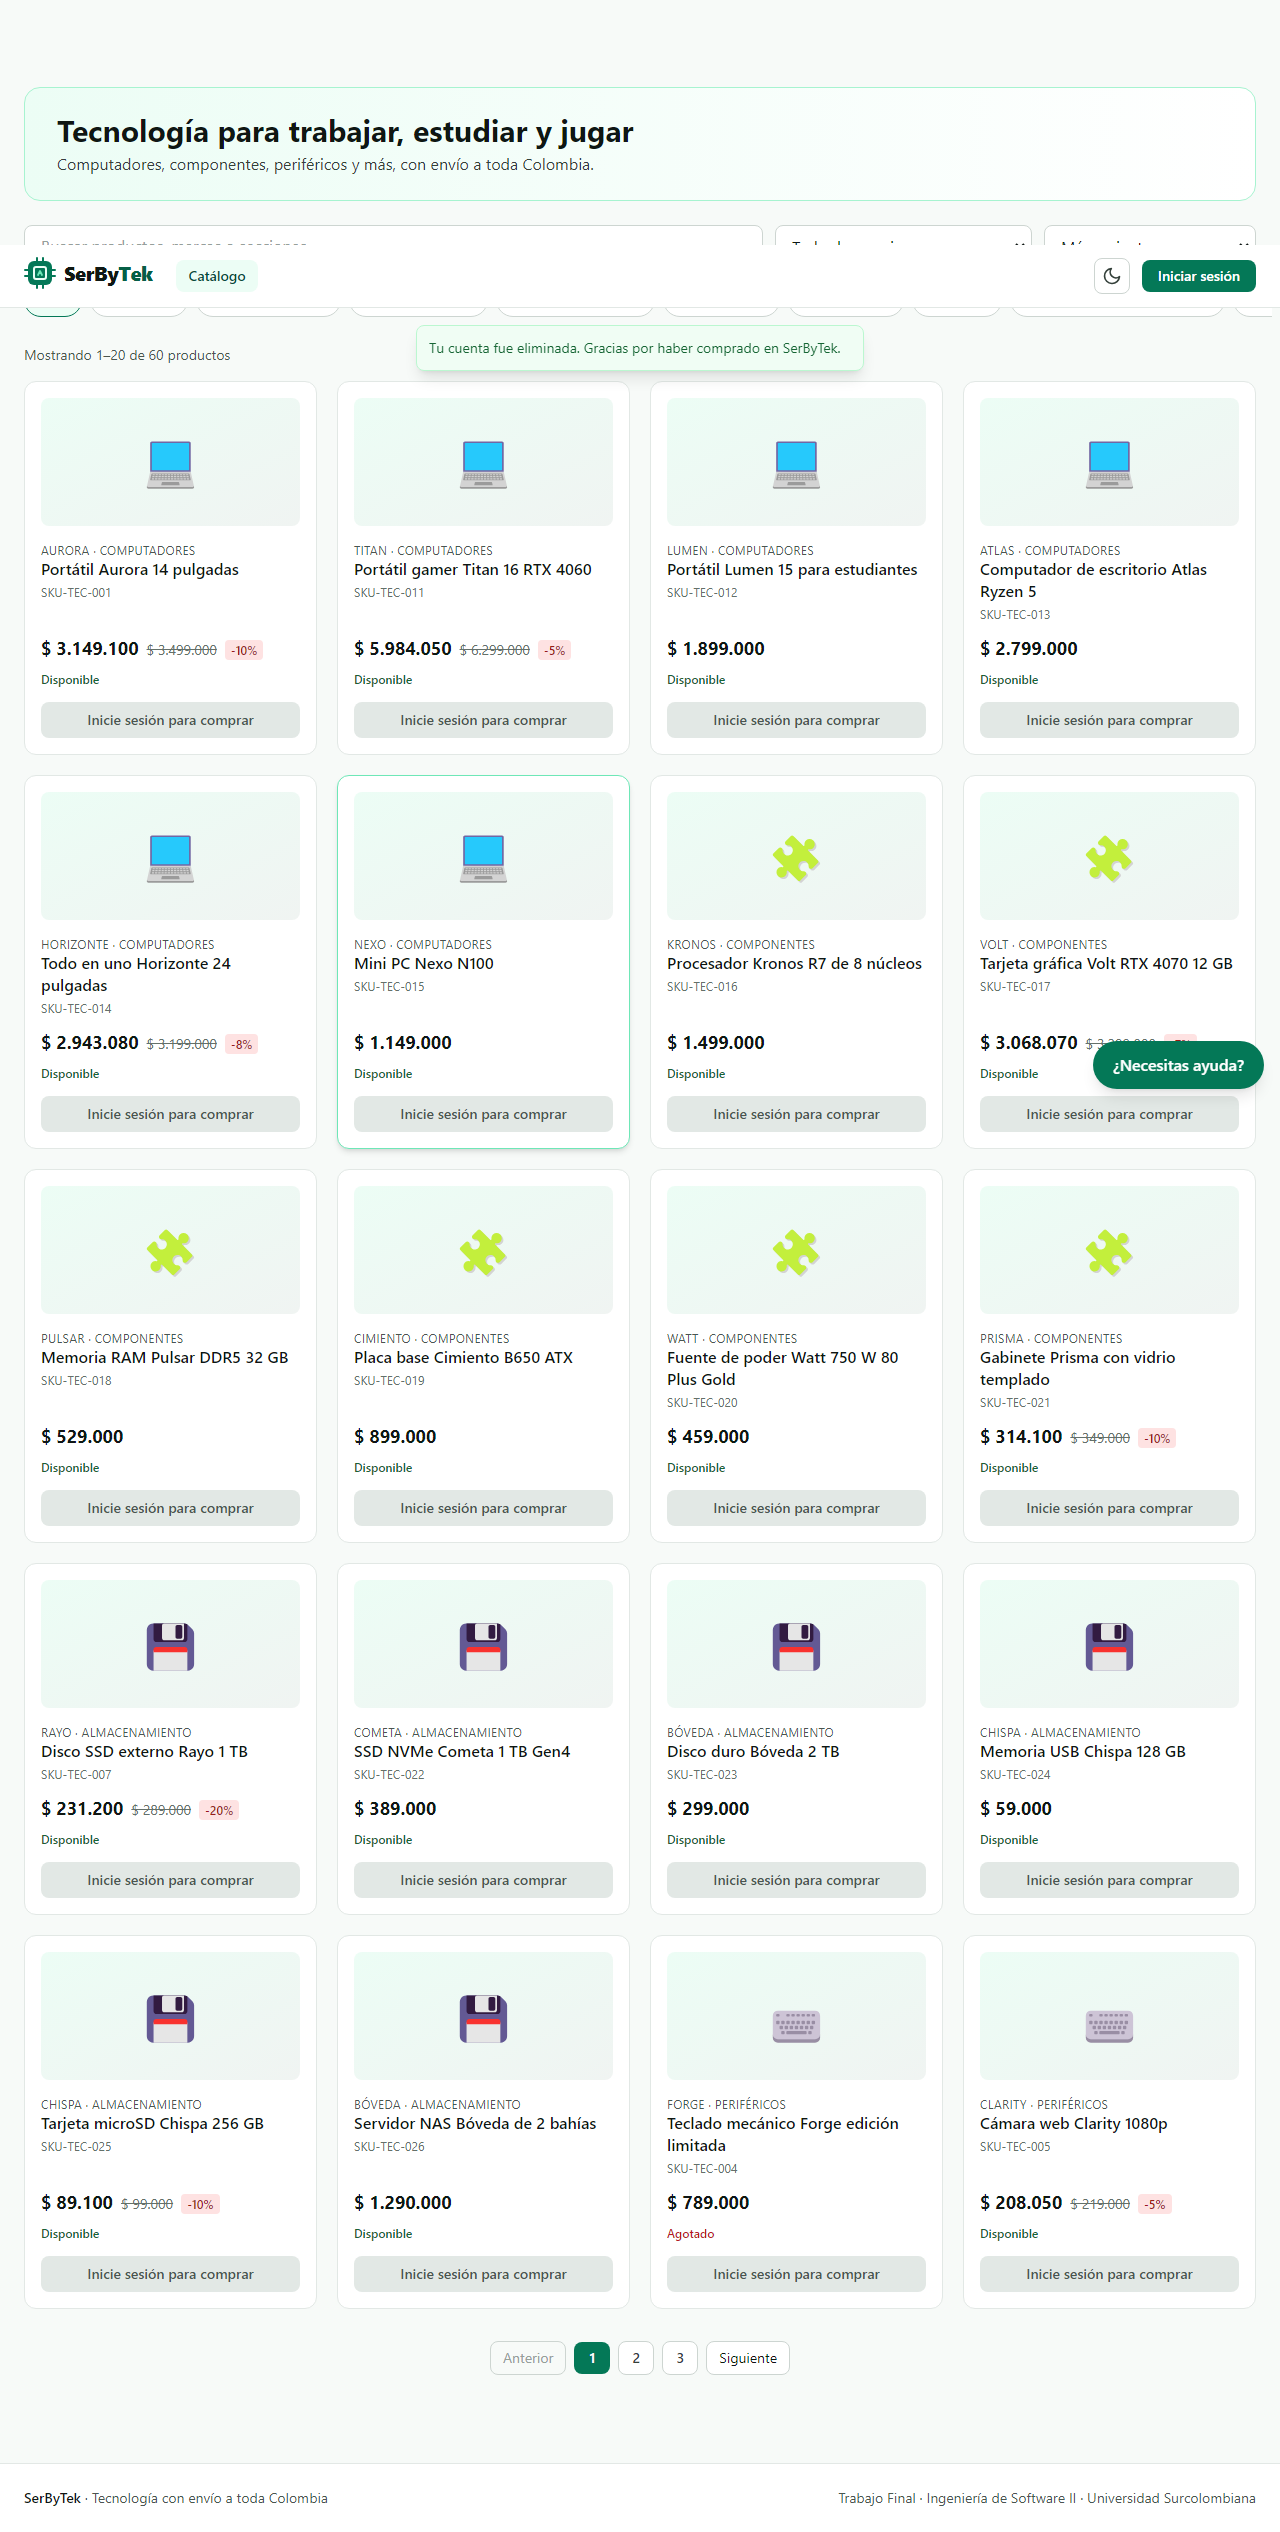 Tecnología para trabajar, estudiar y jugar
Computadores, componentes, periféricos y más, con envío a toda Colombia.
SerByTek
Catálogo
Iniciar sesión
Tu cuenta fue eliminada. Gracias por haber comprado en SerByTek.
Mostrando 1–20 de 60 productos
AURORA · COMPUTADORES
Portátil Aurora 14 pulgadas
SKU-TEC-001
$ 3.149.100 $ 3.499.000 -10%
Disponible
Inicie sesión para comprar
TITAN · COMPUTADORES
Portátil gamer Titan 16 RTX 4060
SKU-TEC-011
$ 5.984.050 $ 6.299.000 -5%
Disponible
Inicie sesión para comprar
LUMEN · COMPUTADORES
Portátil Lumen 15 para estudiantes
SKU-TEC-012
$ 1.899.000
Disponible
Inicie sesión para comprar
ATLAS · COMPUTADORES
Computador de escritorio Atlas
Ryzen 5
SKU-TEC-013
$ 2.799.000
Disponible
Inicie sesión para comprar
HORIZONTE · COMPUTADORES
Todo en uno Horizonte 24
pulgadas
SKU-TEC-014
$ 2.943.080 $ 3.199.000 -8%
Disponible
Inicie sesión para comprar
NEXO · COMPUTADORES
Mini PC Nexo N100
SKU-TEC-015
$ 1.149.000
Disponible
Inicie sesión para comprar
KRONOS · COMPONENTES
Procesador Kronos R7 de 8 núcleos
SKU-TEC-016
$ 1.499.000
Disponible
Inicie sesión para comprar
VOLT · COMPONENTES
Tarjeta gráfica Volt RTX 4070 12 GB
SKU-TEC-017
$ 3.068.070
Disponible
¿Necesitas ayuda?
Inicie sesión para comprar
PULSAR · COMPONENTES
Memoria RAM Pulsar DDR5 32 GB
SKU-TEC-018
$ 529.000
Disponible
Inicie sesión para comprar
CIMIENTO · COMPONENTES
Placa base Cimiento B650 ATX
SKU-TEC-019
$ 899.000
Disponible
Inicie sesión para comprar
WATT · COMPONENTES
Fuente de poder Watt 750 W 80
Plus Gold
SKU-TEC-020
$ 459.000
Disponible
Inicie sesión para comprar
PRISMA · COMPONENTES
Gabinete Prisma con vidrio
templado
SKU-TEC-021
$ 314.100 $ 349.000 -10%
Disponible
Inicie sesión para comprar
RAYO · ALMACENAMIENTO
Disco SSD externo Rayo 1 TB
SKU-TEC-007
$ 231.200 $ 289.000 -20%
Disponible
Inicie sesión para comprar
COMETA · ALMACENAMIENTO
SSD NVMe Cometa 1 TB Gen4
SKU-TEC-022
$ 389.000
Disponible
Inicie sesión para comprar
BÓVEDA · ALMACENAMIENTO
Disco duro Bóveda 2 TB
SKU-TEC-023
$ 299.000
Disponible
Inicie sesión para comprar
CHISPA · ALMACENAMIENTO
Memoria USB Chispa 128 GB
SKU-TEC-024
$ 59.000
Disponible
Inicie sesión para comprar
CHISPA · ALMACENAMIENTO
Tarjeta microSD Chispa 256 GB
SKU-TEC-025
$ 89.100 $ 99.000 -10%
Disponible
Inicie sesión para comprar
BÓVEDA · ALMACENAMIENTO
Servidor NAS Bóveda de 2 bahías
SKU-TEC-026
$ 1.290.000
Disponible
Inicie sesión para comprar
FORGE · PERIFÉRICOS
Teclado mecánico Forge edición
limitada
SKU-TEC-004
$ 789.000
Agotado
Inicie sesión para comprar
CLARITY · PERIFÉRICOS
Cámara web Clarity 1080p
SKU-TEC-005
$ 208.050 $ 219.000 -5%
Disponible
Inicie sesión para comprar
Anterior 1 2 3 Siguiente
SerByTek · Tecnología con envío a toda Colombia
Trabajo Final · Ingeniería de Software II · Universidad Surcolombiana